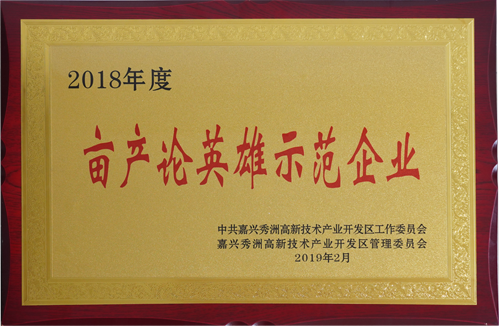 2018年度
亩产论英雄示范企业
中共嘉兴秀洲高新技术产业开发区工作委员会
嘉兴秀洲高新技术产业开发区管理委员会
2019年2月